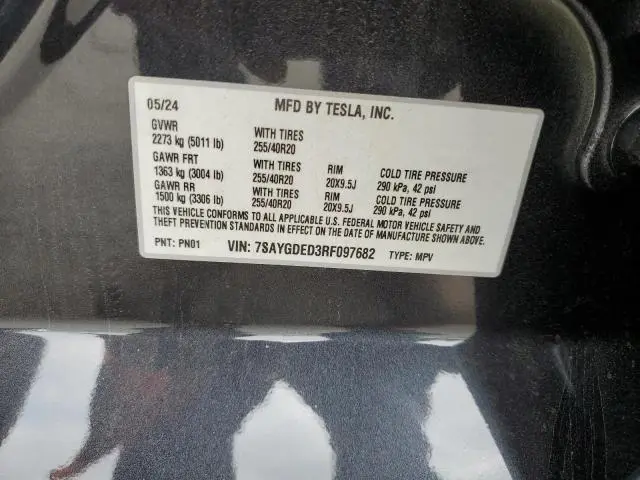 05/24 MFD BY TESLA, INC.
GVWR
2273 kg (5011 lb) WITH TIRES
255/40R20
GAWR FRT
1363 kg (3004 lb) WITH TIRES
255/40R20 RIM
20X9.5J COLD TIRE PRESSURE
290 kPa, 42 psi
GAWR RR
1500 kg (3306 lb) WITH TIRES
255/40R20 RIM
20X9.5J COLD TIRE PRESSURE
290 kPa, 42 psi
THIS VEHICLE CONFORMS TO ALL APPLICABLE U.S. FEDERAL MOTOR VEHICLE SAFETY AND
THEFT PREVENTION STANDARDS IN EFFECT ON THE DATE OF MANUFACTURE SHOWN ABOVE.
PNT: PN01 VIN: 7SAYGDED3RF097682 TYPE: MPV